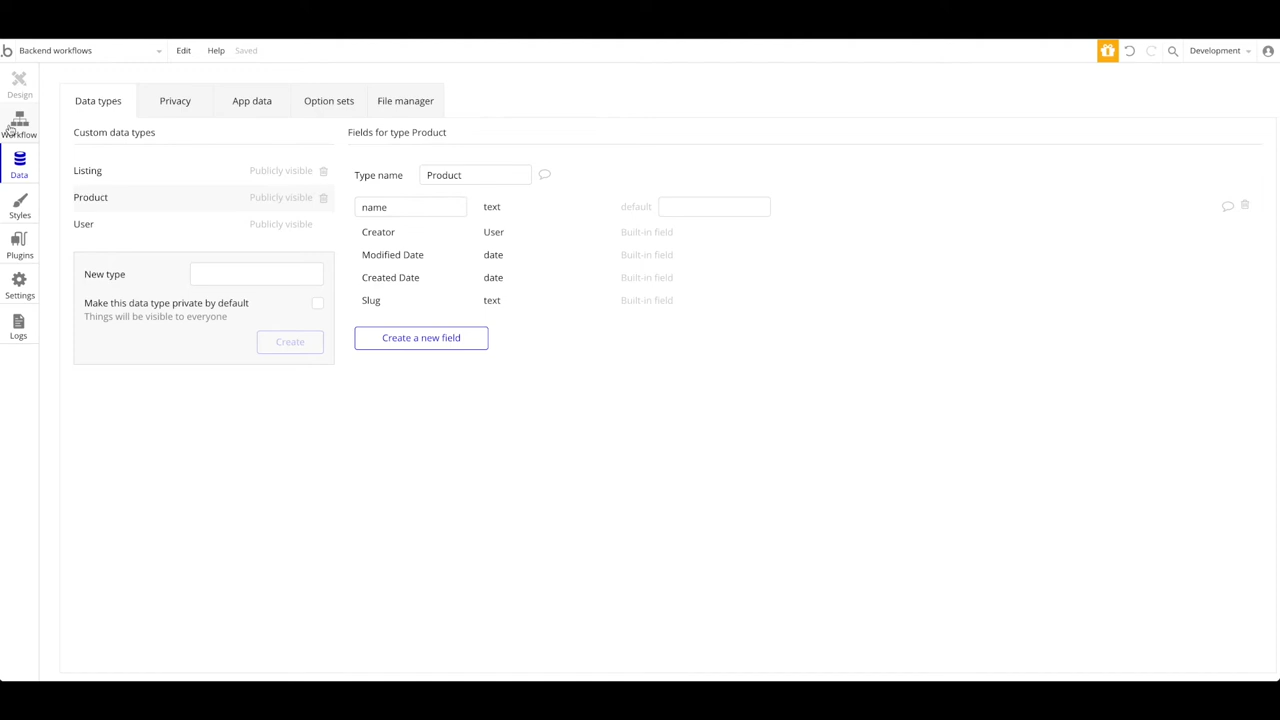 .b Backend workflows Edit Help Saved Development
Design
Workflow
Data
Styles
Plugins
Settings
Logs
Data types Privacy App data Option sets File manager
Custom data types
Listing Publicly visible
Product Publicly visible
User Publicly visible
New type
Make this data type private by default
Things will be visible to everyone
Create
Fields for type Product
Type name Product
name text default
Creator User Built-in field
Modified Date date Built-in field
Created Date date Built-in field
Slug text Built-in field
Create a new field